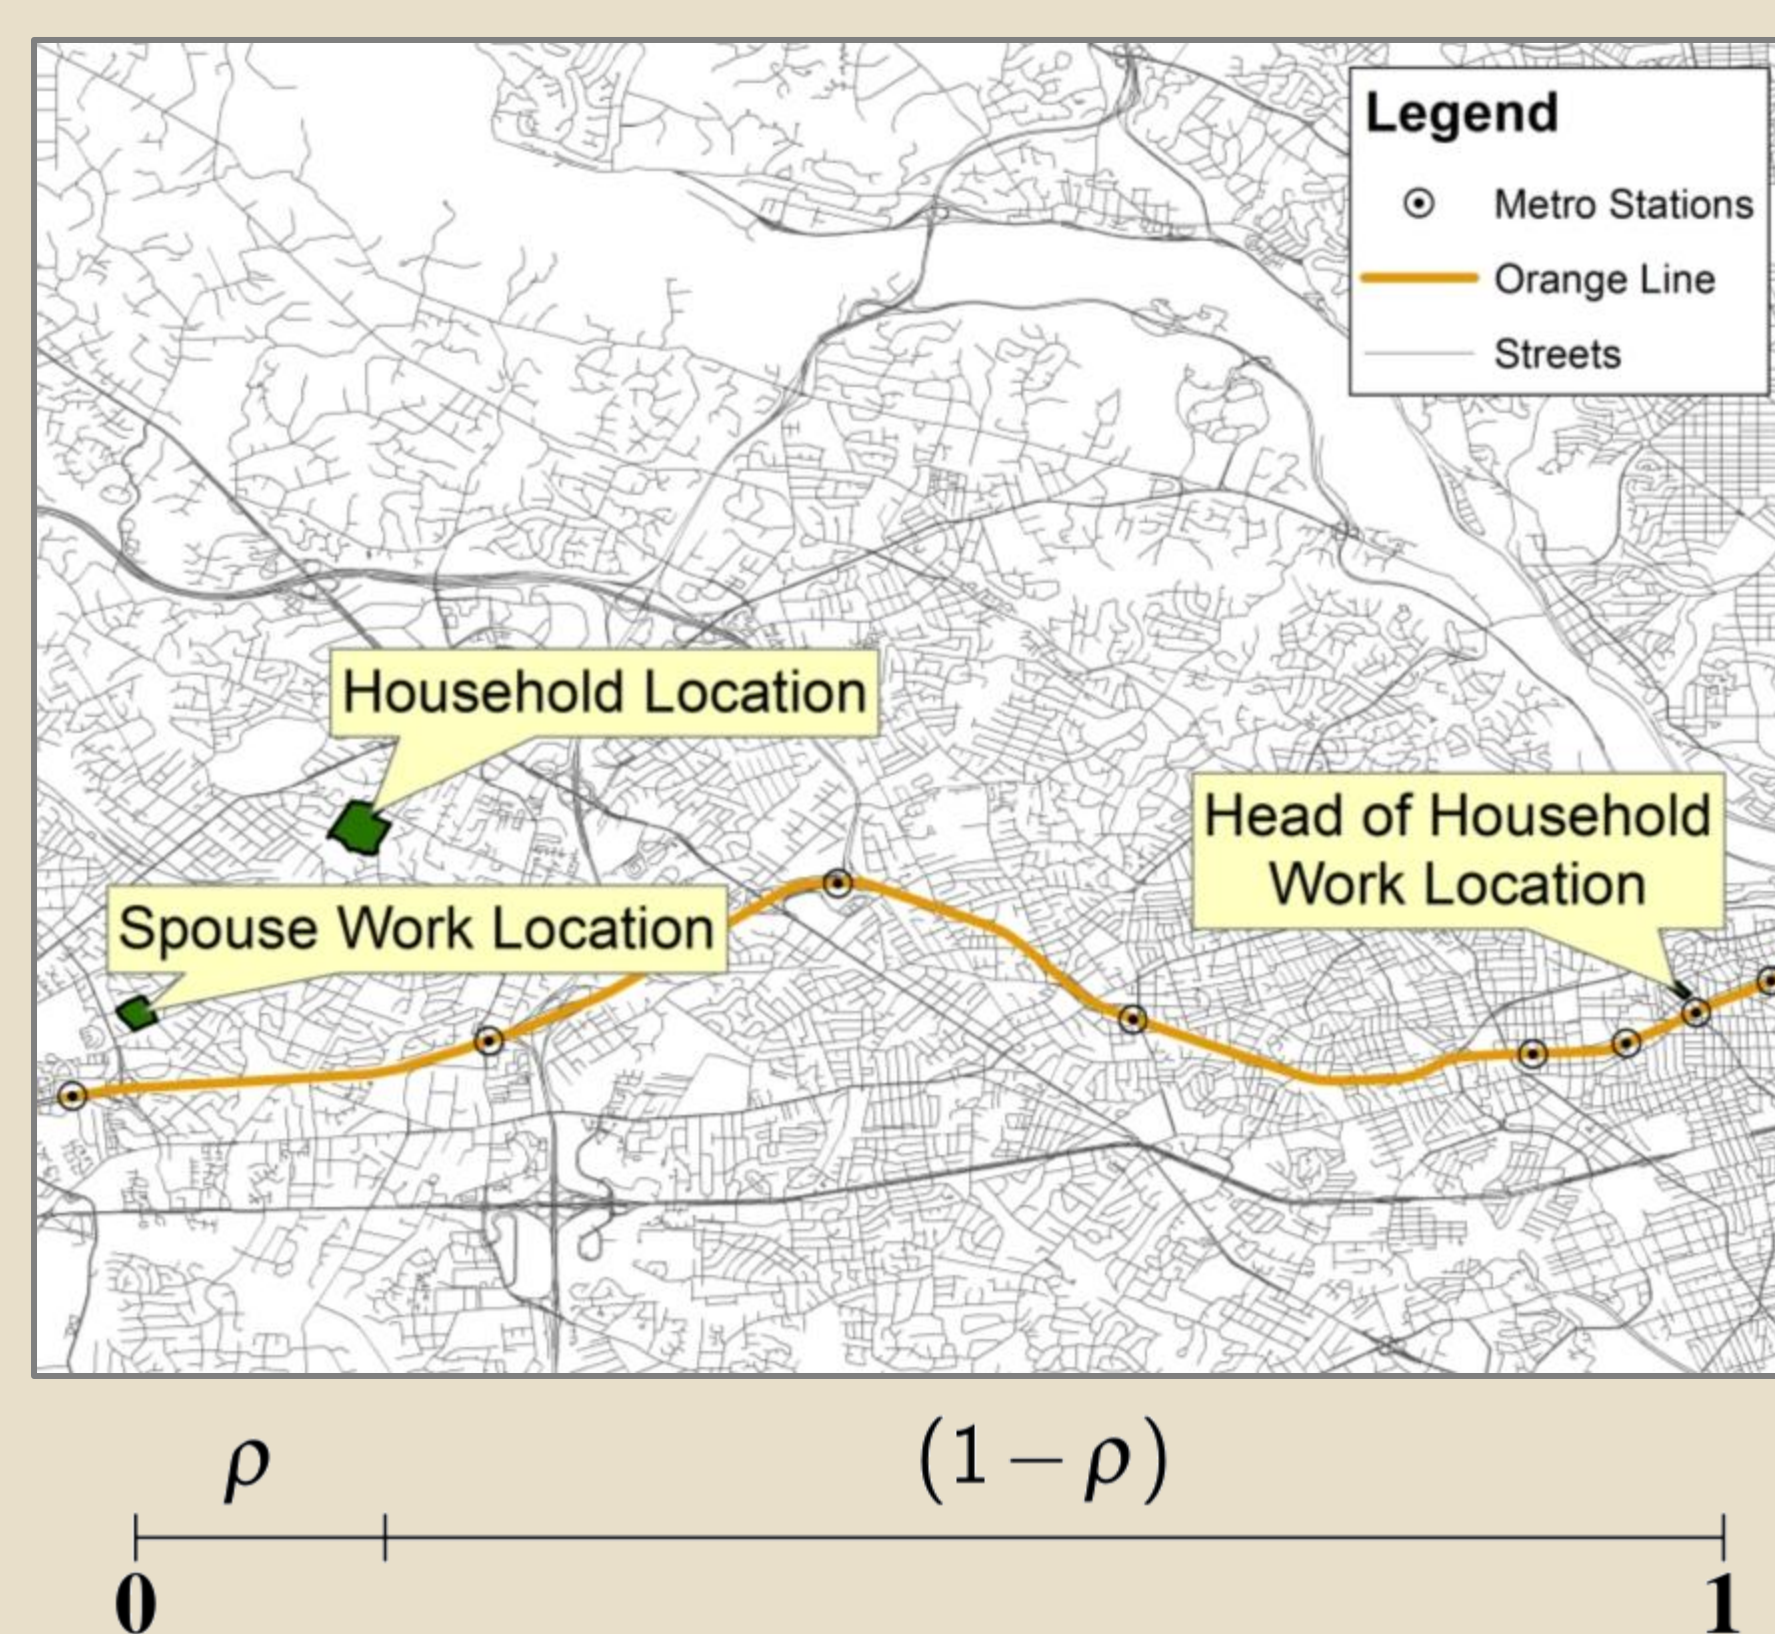 Legend
Metro Stations
Orange Line
Streets
Household Location
Head of Household
Work Location
Spouse Work Location
ρ
(1 − ρ)
0
1